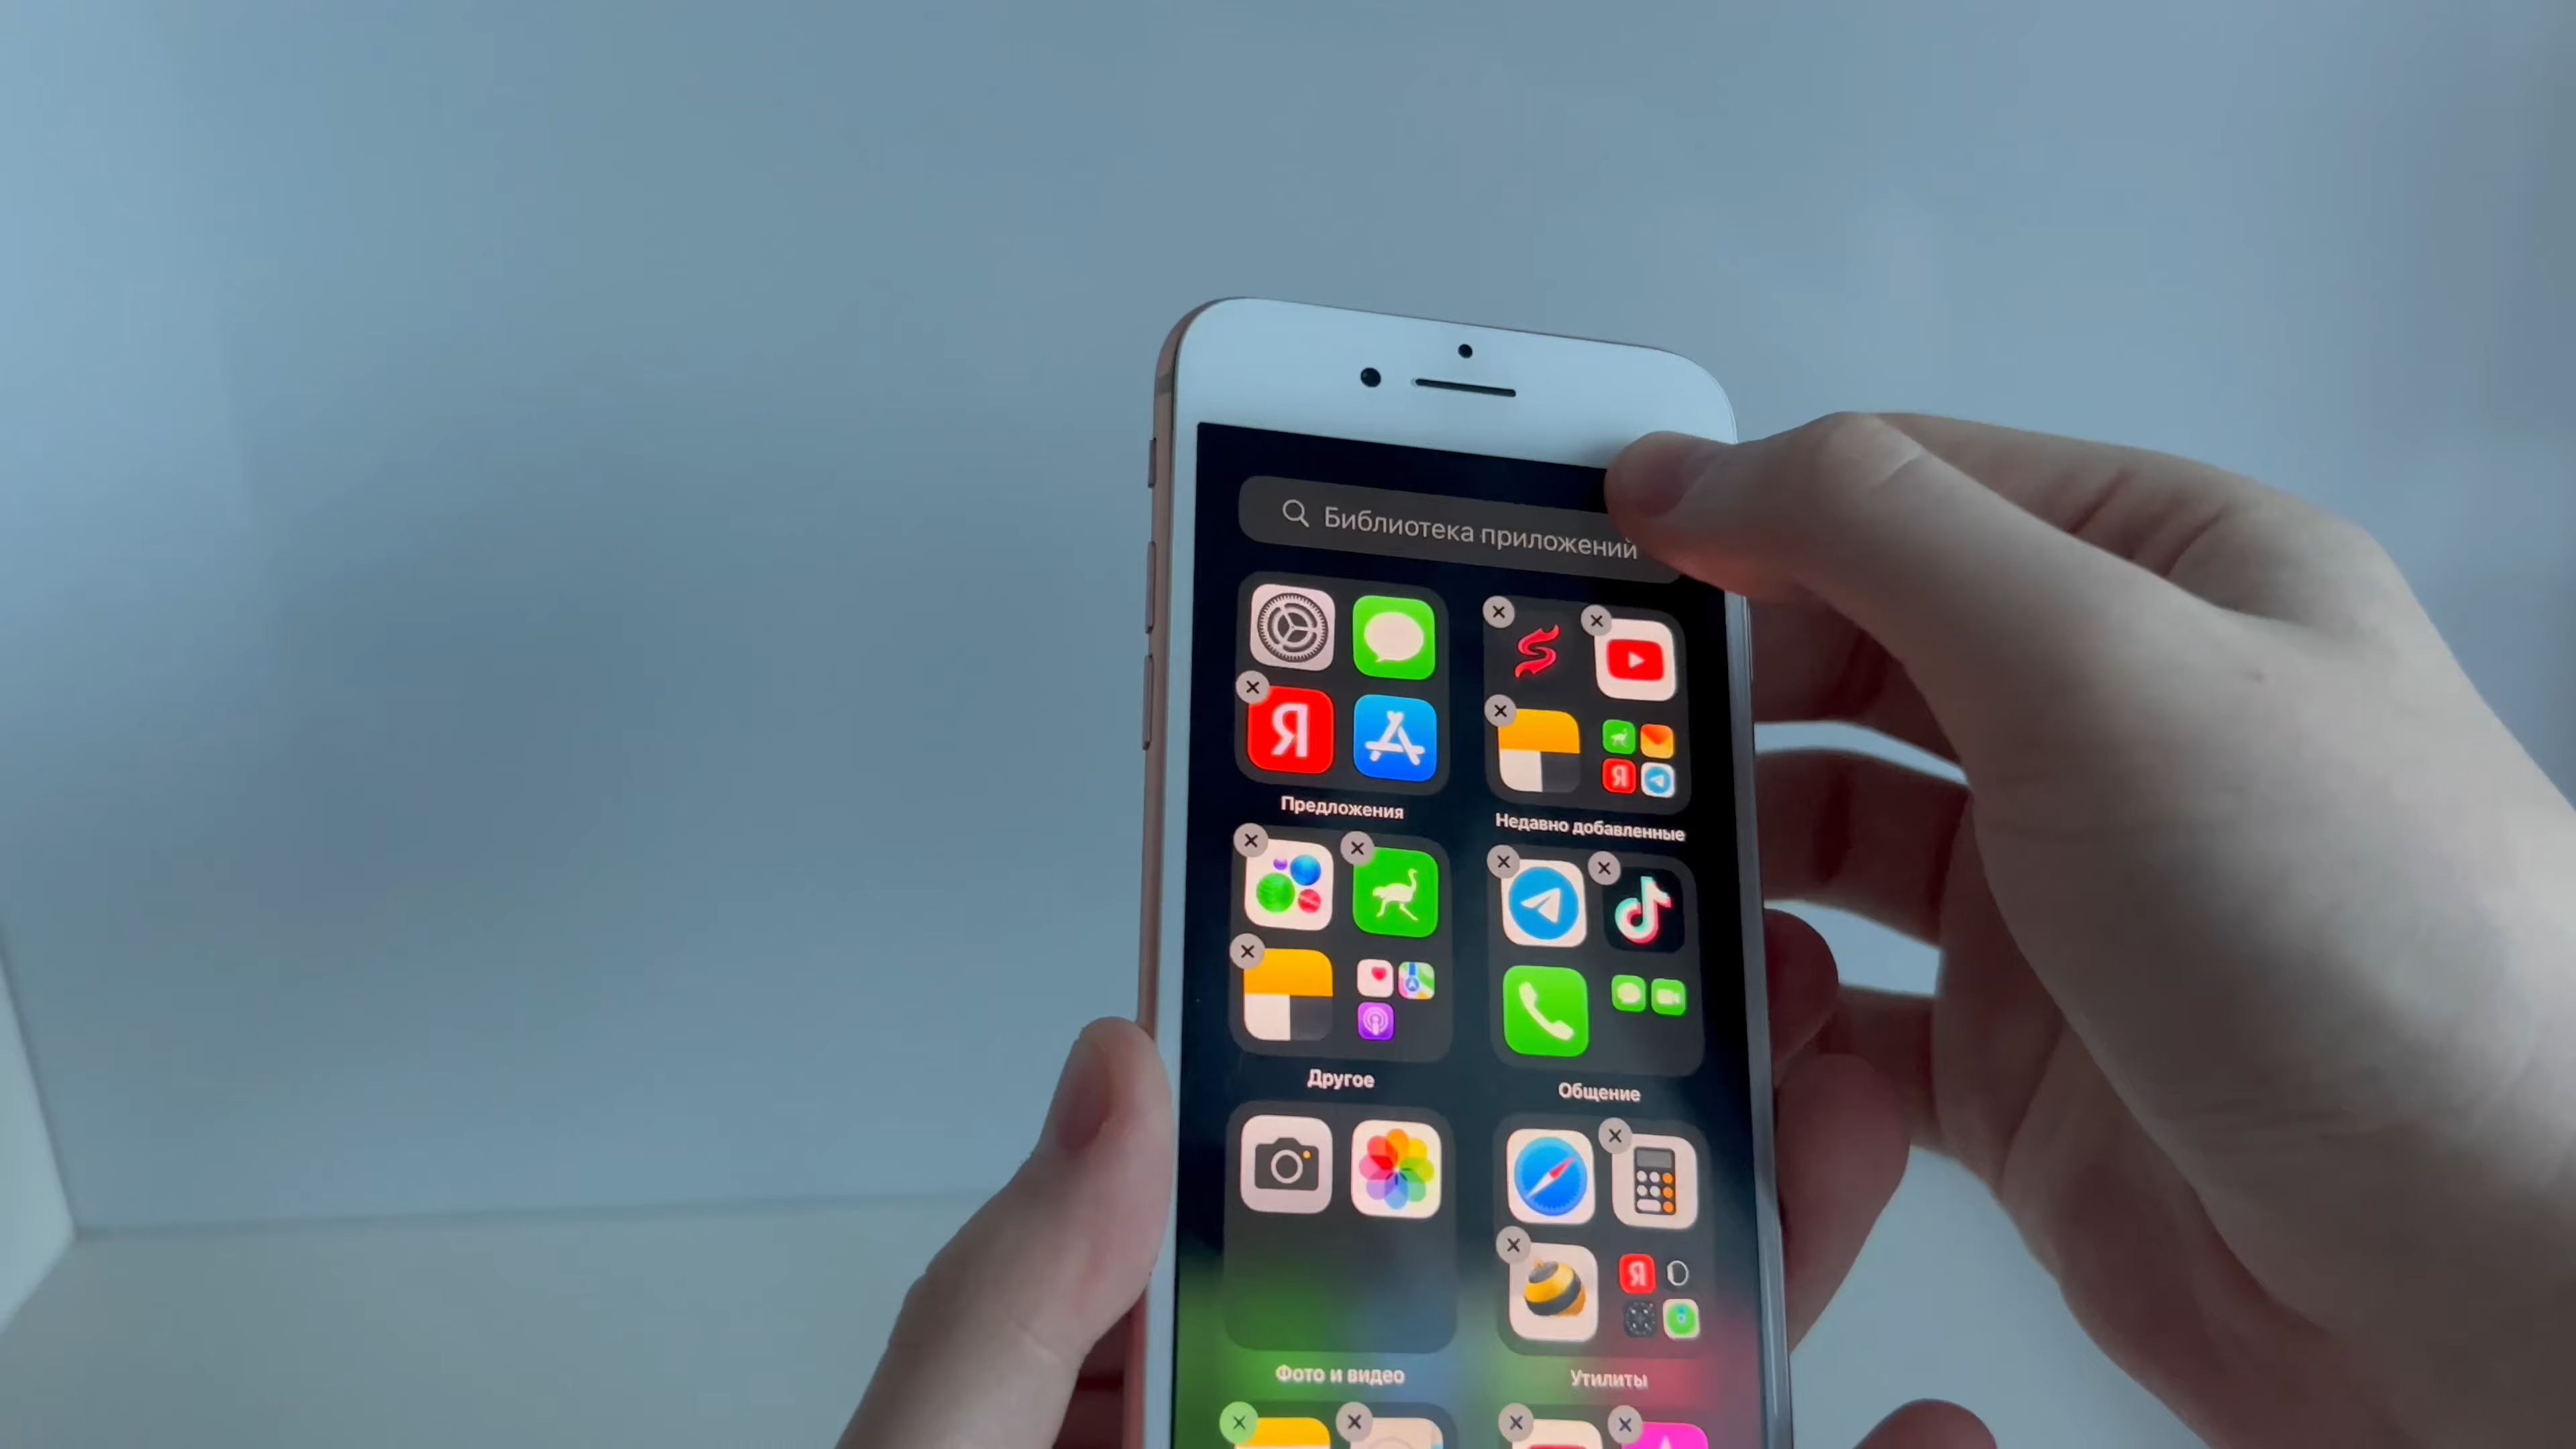 Библиотека приложений
Я
Предложения
Я
Недавно добавленные
Другое
Общение
Я
Фото и видео
Утилиты